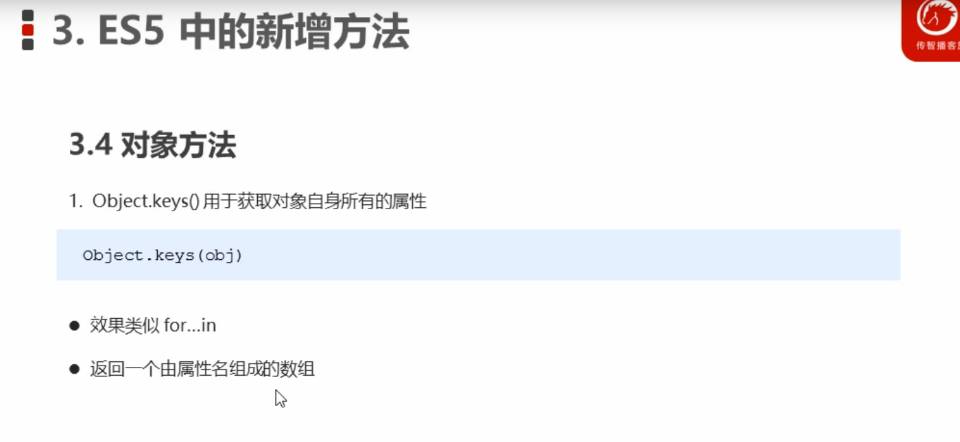 3. ES5 中的新增方法
传智播客
3.4 对象方法
1. Object.keys() 用于获取对象自身所有的属性
Object.keys(obj)
● 效果类似 for...in
● 返回一个由属性名组成的数组